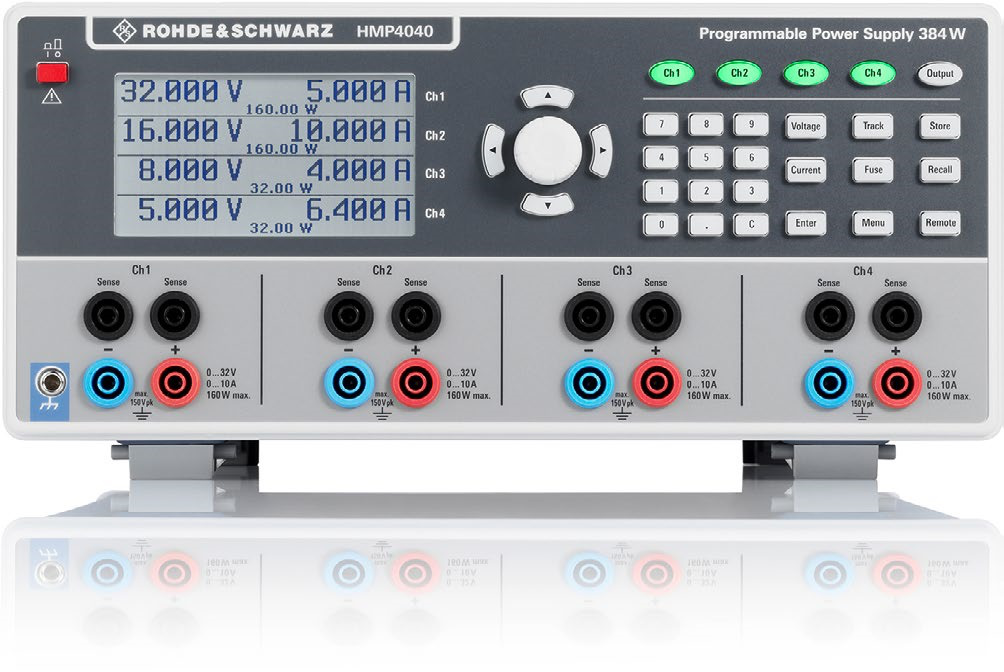 ROHDE&SCHWARZ HMP4040
Programmable Power Supply 384 W
I O
Ch1 Ch2 Ch3 Ch4 Output
32.000 V 5.000 A Ch1
160.00 W
16.000 V 10.000 A Ch2
160.00 W
8.000 V 4.000 A Ch3
32.00 W
5.000 V 6.400 A Ch4
32.00 W
7 8 9 Voltage Track Store
4 5 6 Current Fuse Recall
1 2 3
0 . C Enter Menu Remote
Ch1
Sense Sense
− +
0...32V
0...10A
160W max.
max.
150Vpk
Ch2
Sense Sense
− +
0...32V
0...10A
160W max.
max.
150Vpk
Ch3
Sense Sense
− +
0...32V
0...10A
160W max.
max.
150Vpk
Ch4
Sense Sense
− +
0...32V
0...10A
160W max.
max.
150Vpk